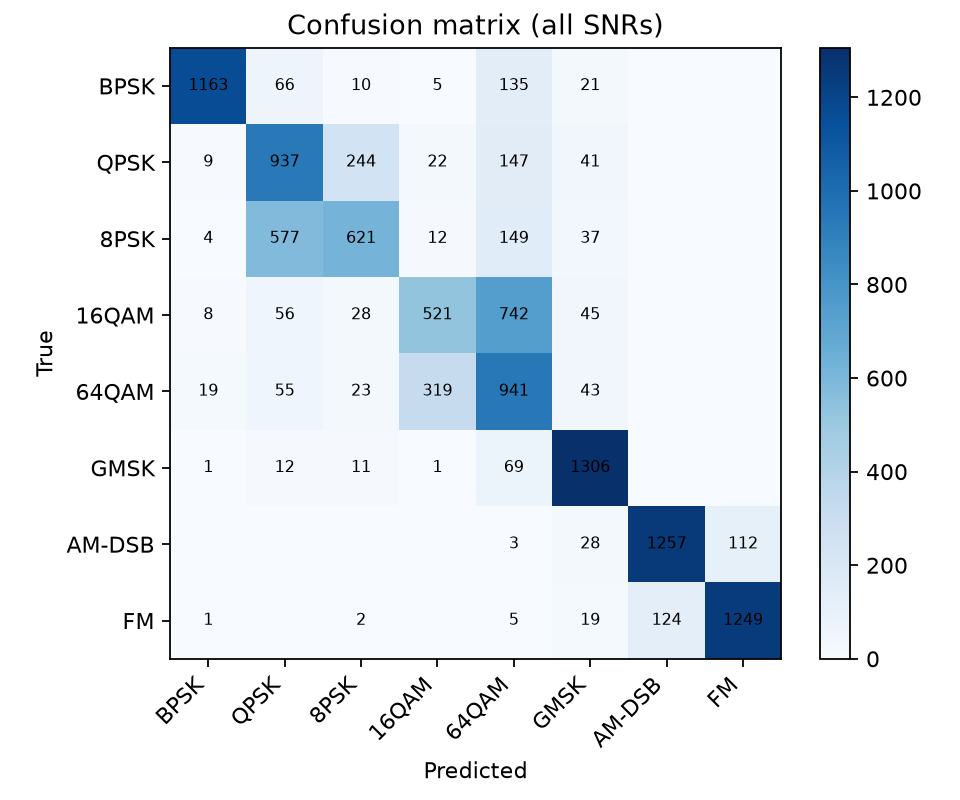 Confusion matrix (all SNRs)
True
BPSK 1163 66 10 5 135 21
QPSK 9 937 244 22 147 41
8PSK 4 577 621 12 149 37
16QAM 8 56 28 521 742 45
64QAM 19 55 23 319 941 43
GMSK 1 12 11 1 69 1306
AM-DSB 3 28 1257 112
FM 1 2 5 19 124 1249
BPSK QPSK 8PSK 16QAM 64QAM GMSK AM-DSB FM
Predicted
1200
1000
800
600
400
200
0